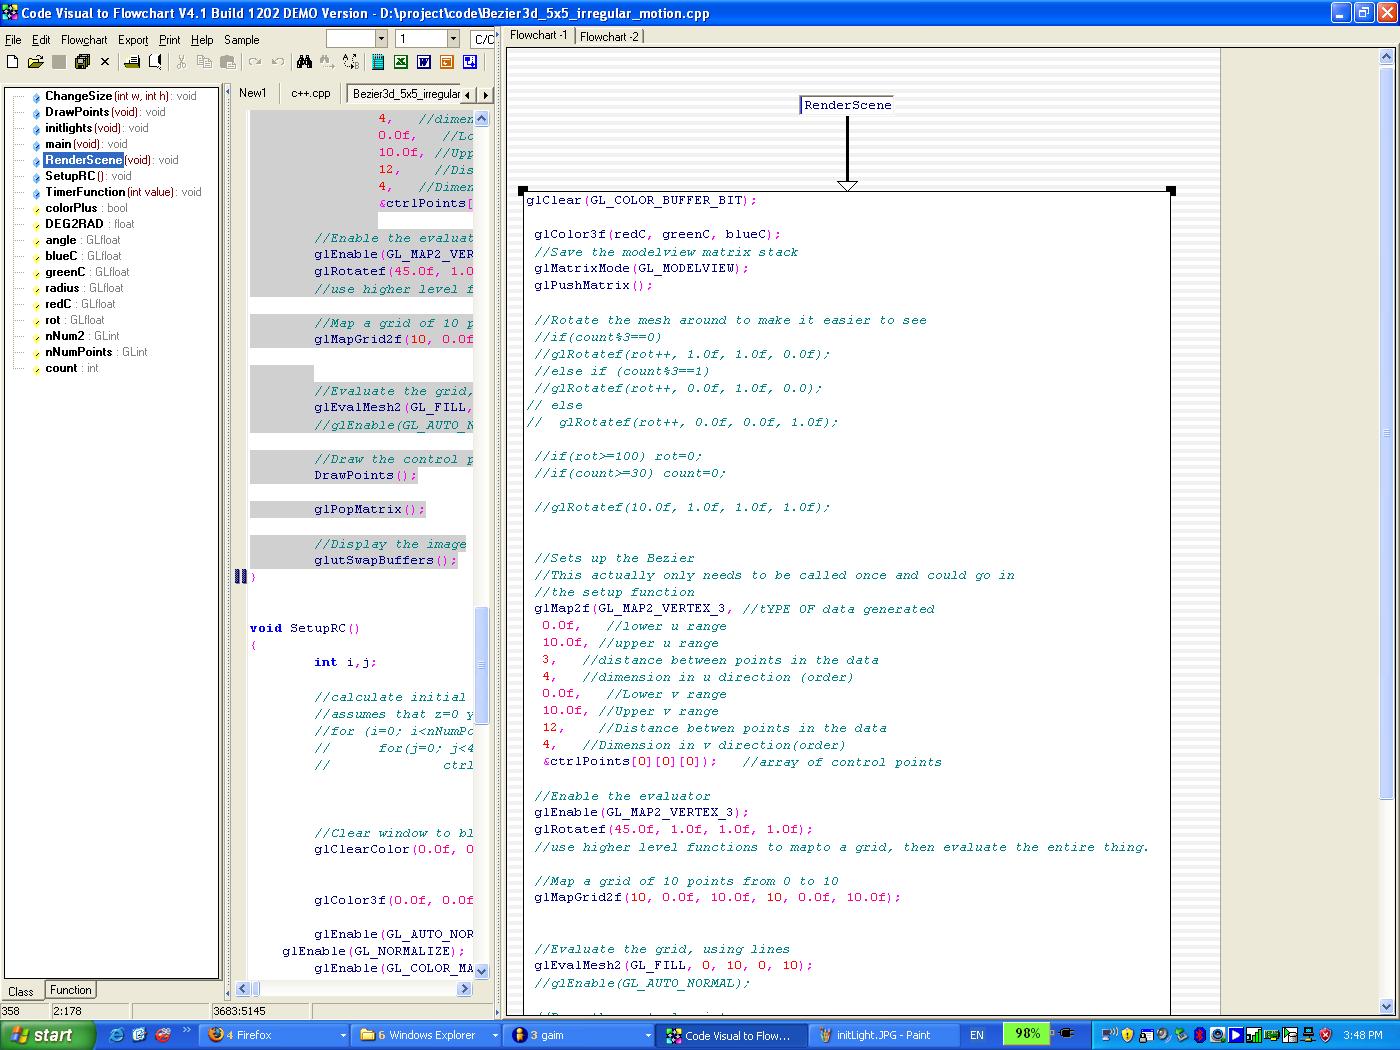 Code Visual to Flowchart V4.1 Build 1202 DEMO Version - D:\project\code\Bezier3d_5x5_irregular_motion.cpp
File Edit Flowchart Export Print Help Sample
1
C/C
New1
c++.cpp
Bezier3d_5x5_irregular
ChangeSize(int w, int h) : void
DrawPoints(void) : void
initlights(void) : void
main(void) : void
RenderScene(void) : void
SetupRC() : void
TimerFunction(int value) : void
colorPlus : bool
DEG2RAD : float
angle : GLfloat
blueC : GLfloat
greenC : GLfloat
radius : GLfloat
redC : GLfloat
rot : GLfloat
nNum2 : GLint
nNumPoints : GLint
count : int
Class
Function
358
2:178
3683:5145
4, //dimen
0.0f, //Lo
10.0f, //Upp
12, //Dis
4, //Dimen
&ctrlPoints[
//Enable the evaluat
glEnable(GL_MAP2_VER
glRotatef(45.0f, 1.0
//use higher level f
//Map a grid of 10 p
glMapGrid2f(10, 0.0f
//Evaluate the grid,
glEvalMesh2(GL_FILL,
//glEnable(GL_AUTO_N
//Draw the control p
DrawPoints();
glPopMatrix();
//Display the image
glutSwapBuffers();
}
void SetupRC()
{
int i,j;
//calculate initial
//assumes that z=0 y
//for (i=0; i<nNumPo
// for(j=0; j<4
// ctrl
//Clear window to bl
glClearColor(0.0f, 0
glColor3f(0.0f, 0.0f
glEnable(GL_AUTO_NOR
glEnable(GL_NORMALIZE);
glEnable(GL_COLOR_MA
Flowchart -1
Flowchart -2
RenderScene
glClear(GL_COLOR_BUFFER_BIT);
glColor3f(redC, greenC, blueC);
//Save the modelview matrix stack
glMatrixMode(GL_MODELVIEW);
glPushMatrix();
//Rotate the mesh around to make it easier to see
//if(count%3==0)
//glRotatef(rot++, 1.0f, 1.0f, 0.0f);
//else if (count%3==1)
//glRotatef(rot++, 0.0f, 1.0f, 0.0);
// else
// glRotatef(rot++, 0.0f, 0.0f, 1.0f);
//if(rot>=100) rot=0;
//if(count>=30) count=0;
//glRotatef(10.0f, 1.0f, 1.0f, 1.0f);
//Sets up the Bezier
//This actually only needs to be called once and could go in
//the setup function
glMap2f(GL_MAP2_VERTEX_3, //tYPE OF data generated
0.0f, //lower u range
10.0f, //upper u range
3, //distance between points in the data
4, //dimension in u direction (order)
0.0f, //Lower v range
10.0f, //Upper v range
12, //Distance betwen points in the data
4, //Dimension in v direction(order)
&ctrlPoints[0][0][0]); //array of control points
//Enable the evaluator
glEnable(GL_MAP2_VERTEX_3);
glRotatef(45.0f, 1.0f, 1.0f, 1.0f);
//use higher level functions to mapto a grid, then evaluate the entire thing.
//Map a grid of 10 points from 0 to 10
glMapGrid2f(10, 0.0f, 10.0f, 10, 0.0f, 10.0f);
//Evaluate the grid, using lines
glEvalMesh2(GL_FILL, 0, 10, 0, 10);
//glEnable(GL_AUTO_NORMAL);
start
4 Firefox
6 Windows Explorer
3 gaim
Code Visual to Flow...
initLight.JPG - Paint
EN
98%
3:48 PM